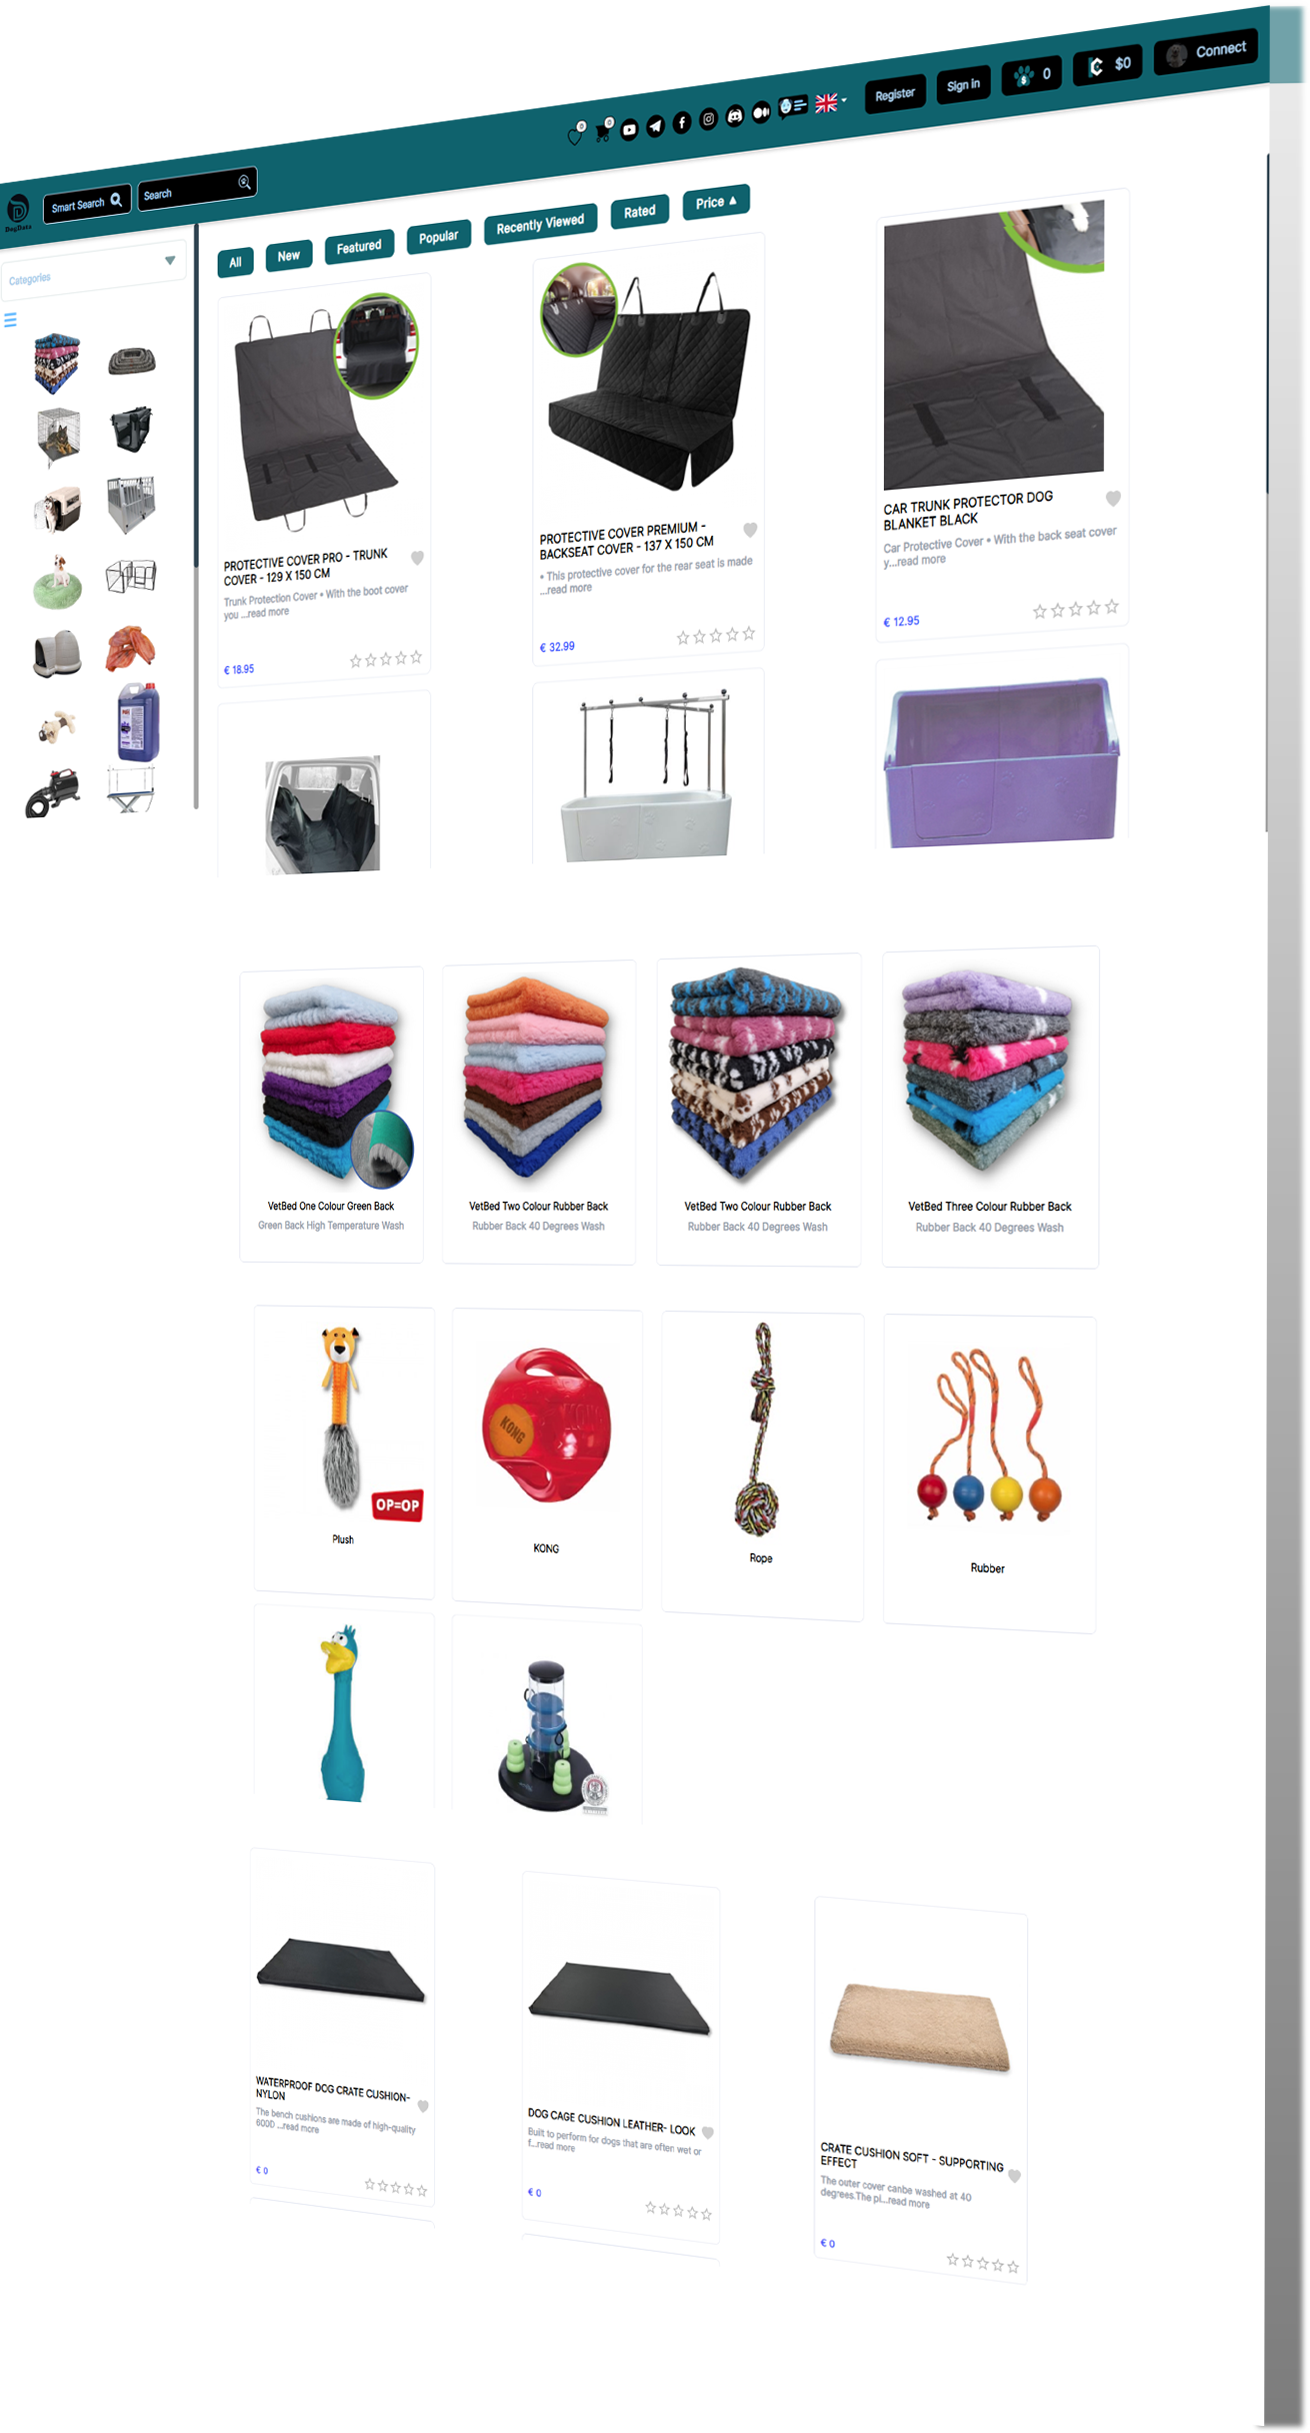 Connect
$0
0
Sign in
Register
0
0
DogData
Smart Search
Search
Categories
All
New
Featured
Popular
Recently Viewed
Rated
Price ▲
PROTECTIVE COVER PRO - TRUNK
COVER - 129 X 150 CM
Trunk Protection Cover • With the boot cover
you ...read more
€ 18.95
PROTECTIVE COVER PREMIUM -
BACKSEAT COVER - 137 X 150 CM
• This protective cover for the rear seat is made
...read more
€ 32.99
CAR TRUNK PROTECTOR DOG
BLANKET BLACK
Car Protective Cover • With the back seat cover
y...read more
€ 12.95
VetBed One Colour Green Back
Green Back High Temperature Wash
VetBed Two Colour Rubber Back
Rubber Back 40 Degrees Wash
VetBed Two Colour Rubber Back
Rubber Back 40 Degrees Wash
VetBed Three Colour Rubber Back
Rubber Back 40 Degrees Wash
OP=OP
Plush
KONG
KONG
KONG
Rope
Rubber
WATERPROOF DOG CRATE CUSHION-
NYLON
The bench cushions are made of high-quality
600D ...read more
€ 0
DOG CAGE CUSHION LEATHER- LOOK
Built to perform for dogs that are often wet or
f...read more
€ 0
CRATE CUSHION SOFT - SUPPORTING
EFFECT
The outer cover canbe washed at 40
degrees.The pi...read more
€ 0